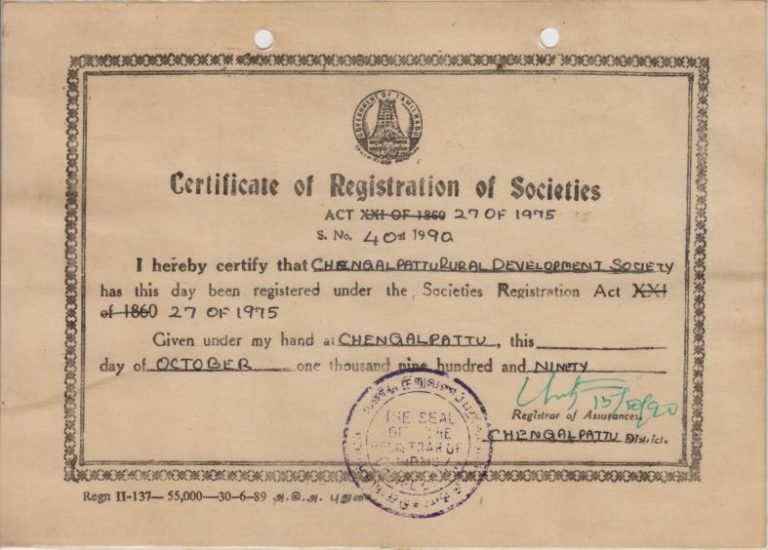 GOVERNMENT OF TAMILNADU
Certificate of Registration of Societies
ACT XXI OF 1860 27 OF 1975
S. No. 40 of 1990
I hereby certify that CHENGALPATTU RURAL DEVELOPMENT SOCIETY
has this day been registered under the Societies Registration Act XXI
of 1860 27 OF 1975
Given under my hand at CHENGALPATTU, this
day of OCTOBER one thousand nine hundred and NINETY
15/10/90
Registrar of Assurances.
CHENGALPATTU District.
THE SEAL
OF THE
REGISTRAR OF
Regn II-137— 55,000—30-6-89 அ.கி.அ. புதுகை